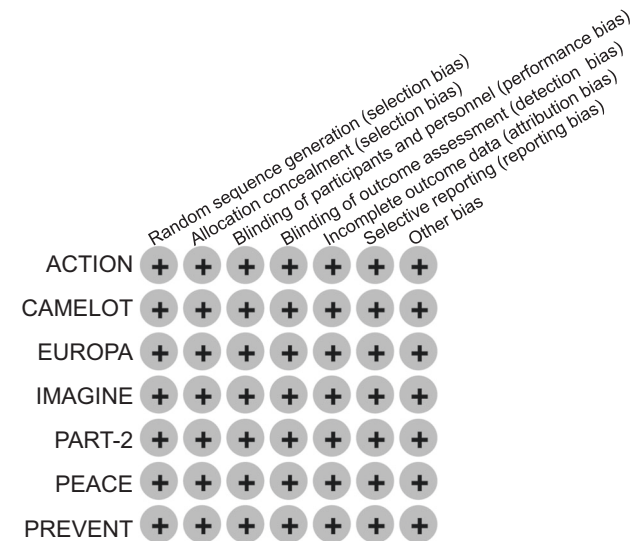 Random sequence generation (selection bias)
Allocation concealment (selection bias)
Blinding of participants and personnel (performance bias)
Blinding of outcome assessment (detection bias)
Incomplete outcome data (attribution bias)
Selective reporting (reporting bias)
Other bias
ACTION + + + + + + +
CAMELOT + + + + + + +
EUROPA + + + + + + +
IMAGINE + + + + + + +
PART-2 + + + + + + +
PEACE + + + + + + +
PREVENT + + + + + + +